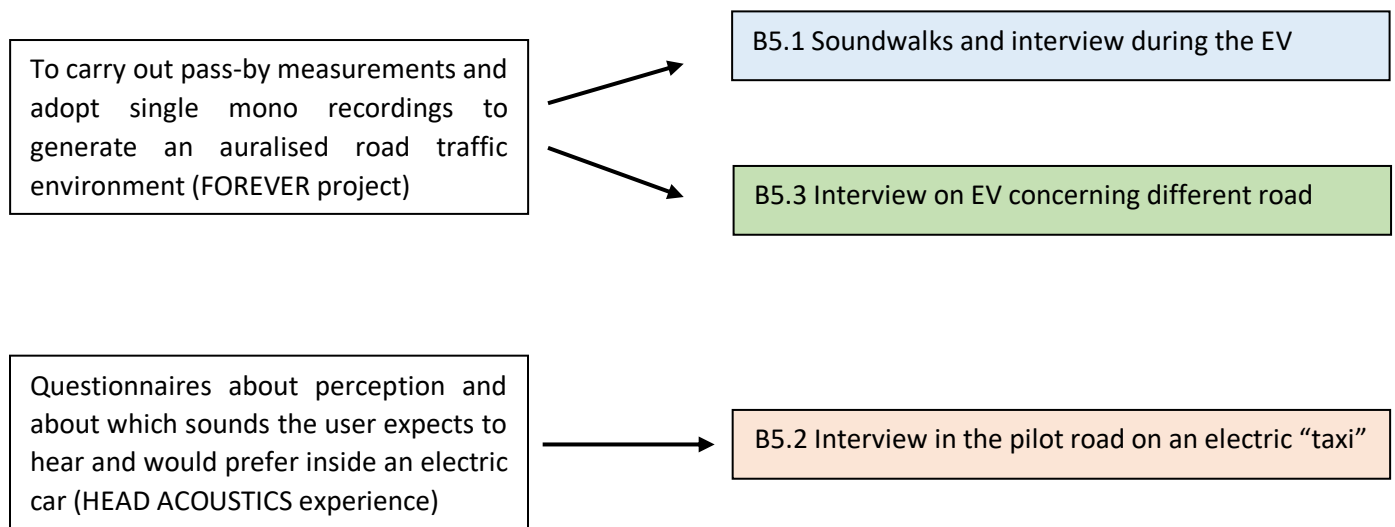 To carry out pass-by measurements and
adopt single mono recordings to
generate an auralised road traffic
environment (FOREVER project)
B5.1 Soundwalks and interview during the EV
B5.3 Interview on EV concerning different road
Questionnaires about perception and
about which sounds the user expects to
hear and would prefer inside an electric
car (HEAD ACOUSTICS experience)
B5.2 Interview in the pilot road on an electric “taxi”